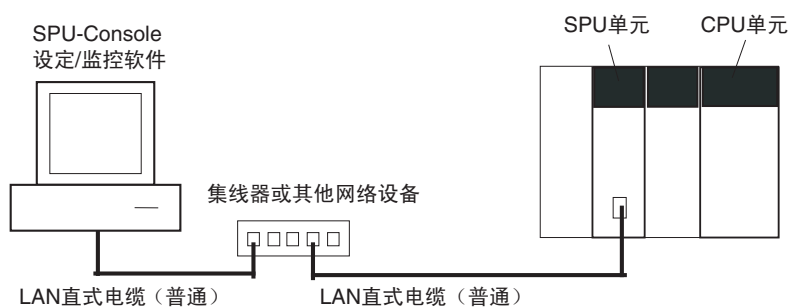 SPU-Console
设定/监控软件
SPU单元
CPU单元
集线器或其他网络设备
LAN直式电缆（普通）
LAN直式电缆（普通）